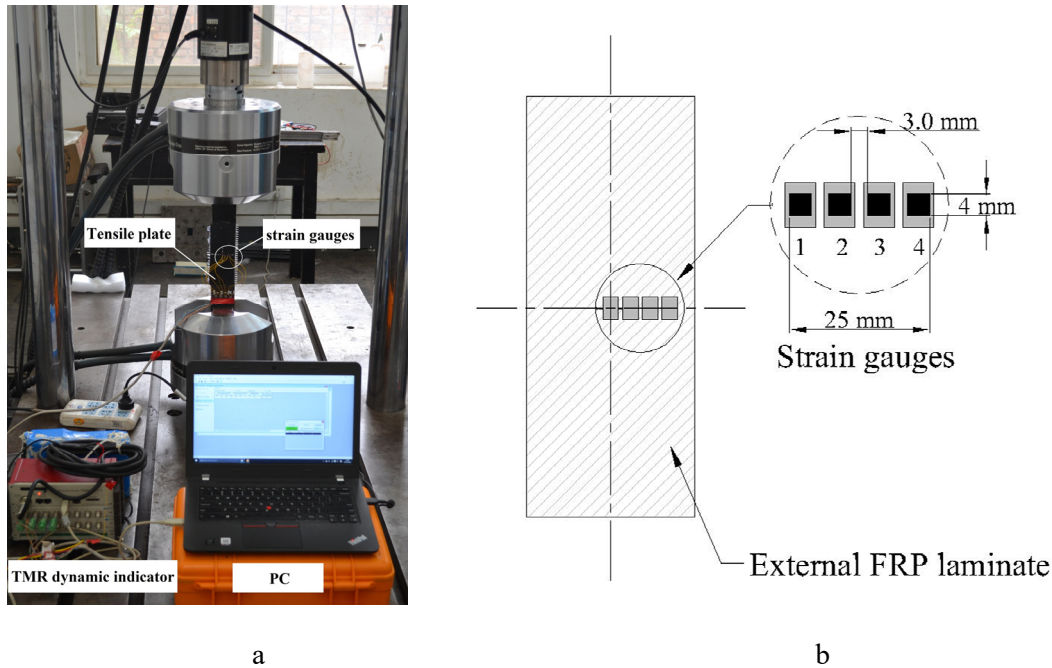 Tensile plate
strain gauges
TMR dynamic indicator
PC
ThinkPad
a
3.0 mm
4 mm
1 2 3 4
25 mm
Strain gauges
External FRP laminate
b